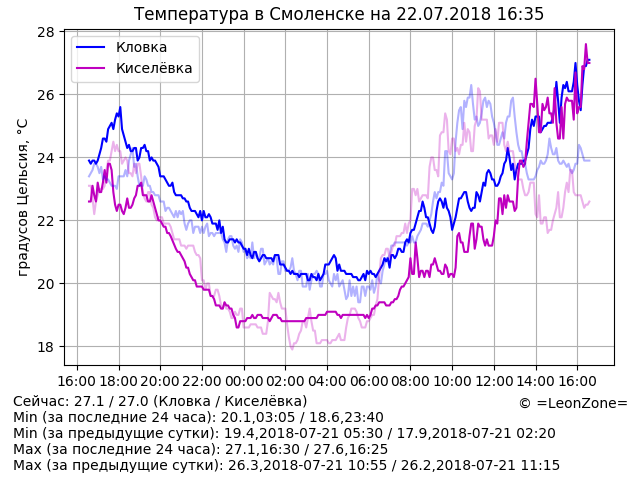 Температура в Смоленске на 22.07.2018 16:35
Кловка
Киселёвка
градусов Цельсия, °C
28
26
24
22
20
18
16:00 18:00 20:00 22:00 00:00 02:00 04:00 06:00 08:00 10:00 12:00 14:00 16:00
Сейчас: 27.1 / 27.0 (Кловка / Киселёвка)
© =LeonZone=
Min (за последние 24 часа): 20.1,03:05 / 18.6,23:40
Min (за предыдущие сутки): 19.4,2018-07-21 05:30 / 17.9,2018-07-21 02:20
Max (за последние 24 часа): 27.1,16:30 / 27.6,16:25
Max (за предыдущие сутки): 26.3,2018-07-21 10:55 / 26.2,2018-07-21 11:15